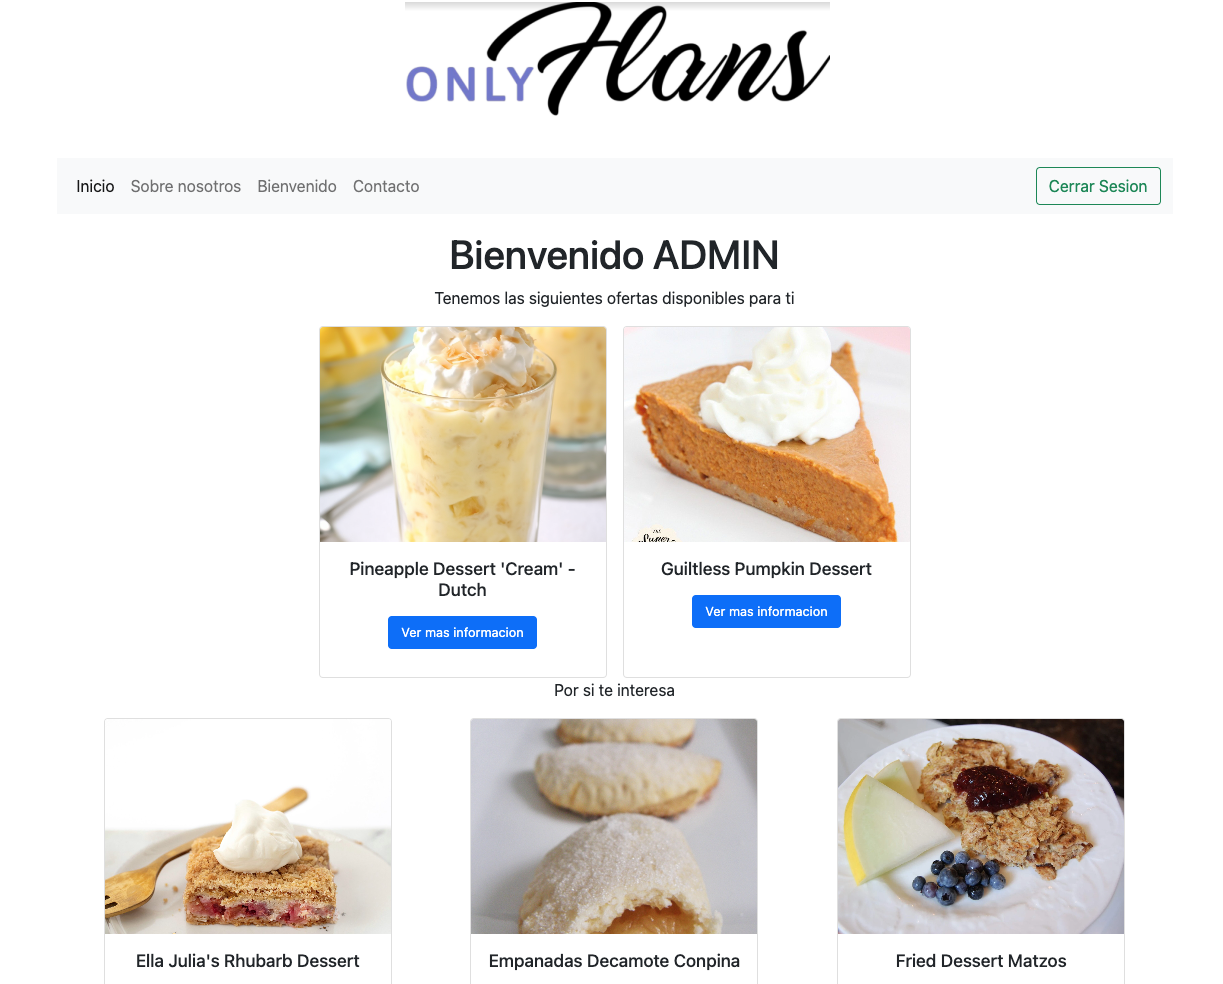 ONLY Flans
Inicio Sobre nosotros Bienvenido Contacto Cerrar Sesion
Bienvenido ADMIN
Tenemos las siguientes ofertas disponibles para ti
Pineapple Dessert 'Cream' -
Dutch
Ver mas informacion
Guiltless Pumpkin Dessert
Ver mas informacion
Por si te interesa
Ella Julia's Rhubarb Dessert
Empanadas Decamote Conpina
Fried Dessert Matzos